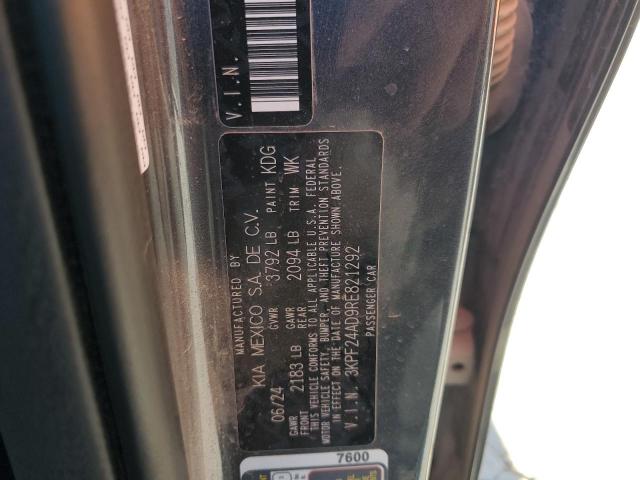 V.I.N.
MANUFACTURED BY
KIA MEXICO S.A. DE C.V.
06/24 GVWR 3792 LB PAINT KDG
GAWR FRONT 2183 LB GAWR REAR 2094 LB TRIM WK
THIS VEHICLE CONFORMS TO ALL APPLICABLE U.S.A. FEDERAL
MOTOR VEHICLE SAFETY, BUMPER, AND THEFT PREVENTION STANDARDS
IN EFFECT ON THE DATE OF MANUFACTURE SHOWN ABOVE.
V.I.N. 3KPF24AD9RE821292
PASSENGER CAR
7600